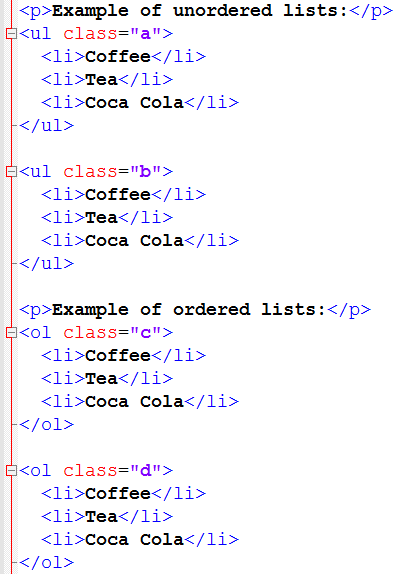 <p>Example of unordered lists:</p>
<ul class="a">
  <li>Coffee</li>
  <li>Tea</li>
  <li>Coca Cola</li>
</ul>

<ul class="b">
  <li>Coffee</li>
  <li>Tea</li>
  <li>Coca Cola</li>
</ul>

<p>Example of ordered lists:</p>
<ol class="c">
  <li>Coffee</li>
  <li>Tea</li>
  <li>Coca Cola</li>
</ol>

<ol class="d">
  <li>Coffee</li>
  <li>Tea</li>
  <li>Coca Cola</li>
</ol>